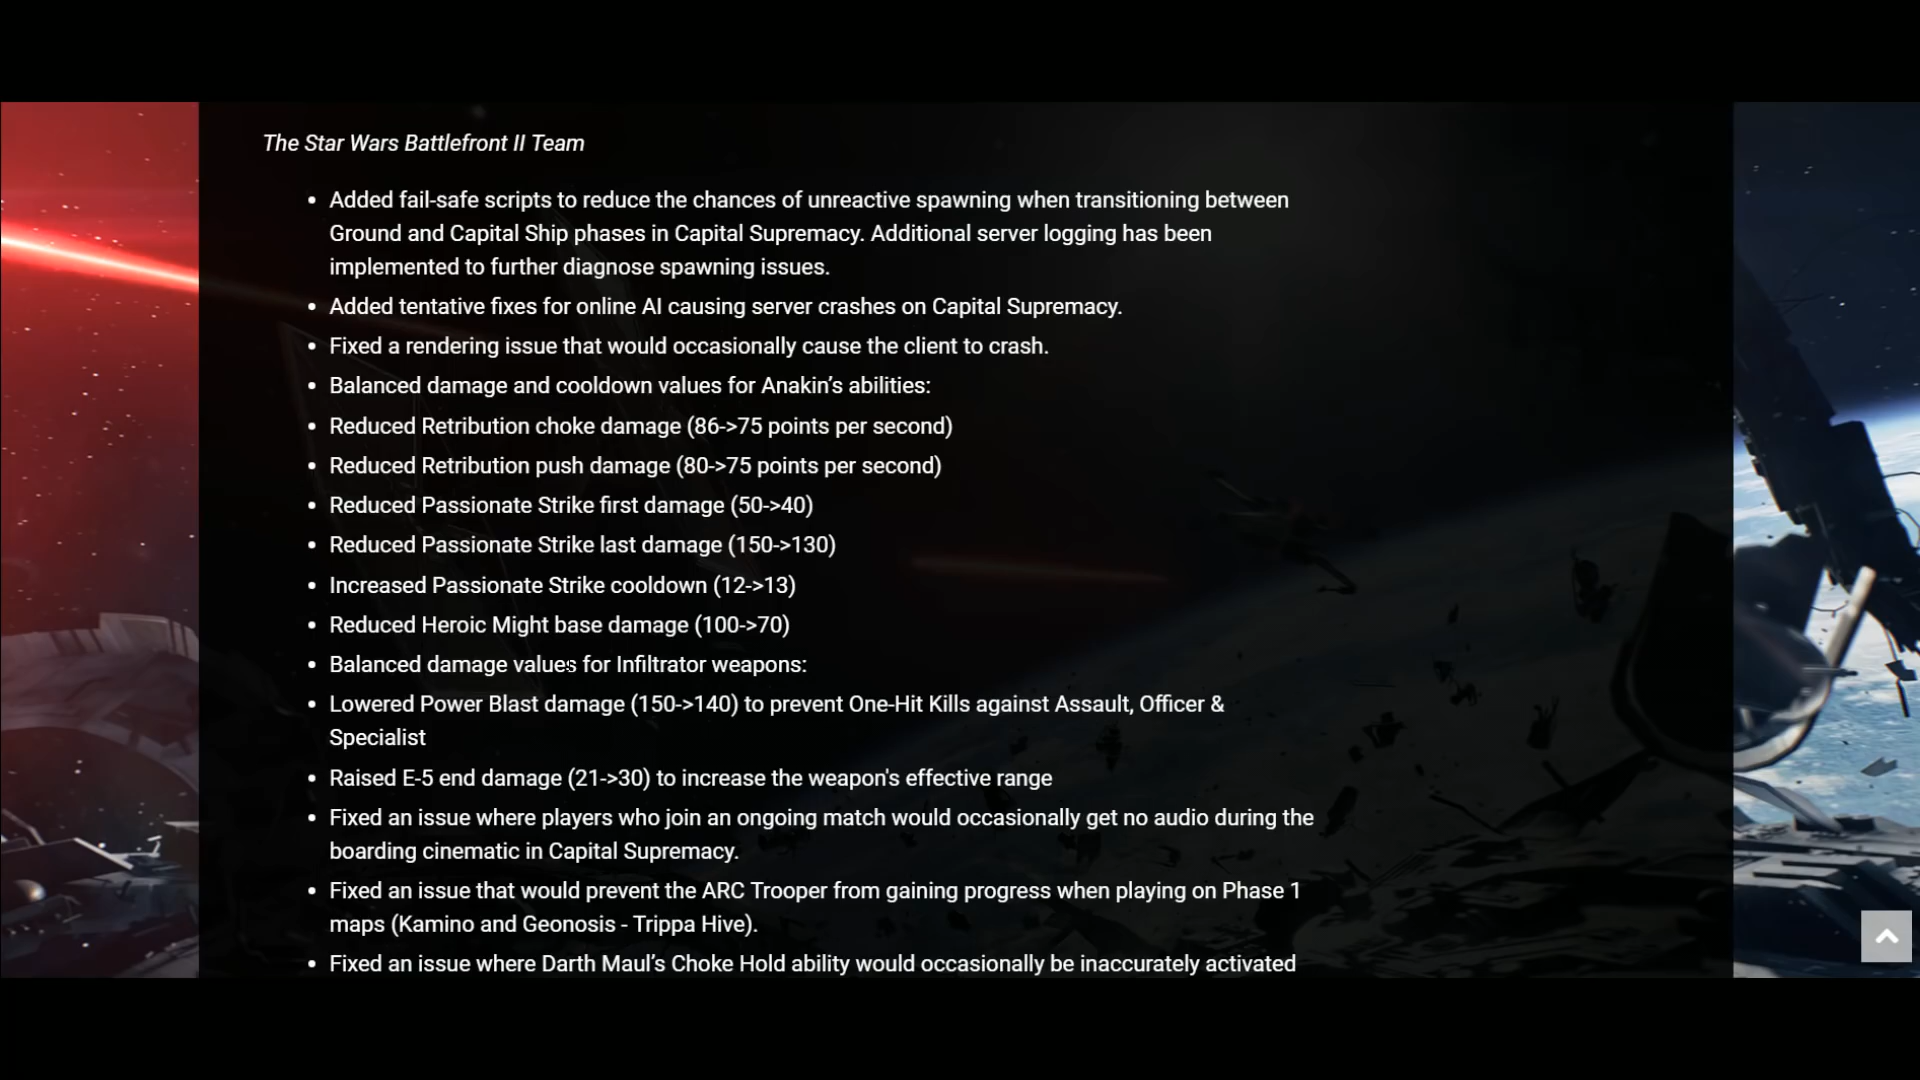 The Star Wars Battlefront II Team
• Added fail-safe scripts to reduce the chances of unreactive spawning when transitioning between
Ground and Capital Ship phases in Capital Supremacy. Additional server logging has been
implemented to further diagnose spawning issues.
• Added tentative fixes for online AI causing server crashes on Capital Supremacy.
• Fixed a rendering issue that would occasionally cause the client to crash.
• Balanced damage and cooldown values for Anakin’s abilities:
• Reduced Retribution choke damage (86->75 points per second)
• Reduced Retribution push damage (80->75 points per second)
• Reduced Passionate Strike first damage (50->40)
• Reduced Passionate Strike last damage (150->130)
• Increased Passionate Strike cooldown (12->13)
• Reduced Heroic Might base damage (100->70)
• Balanced damage values for Infiltrator weapons:
• Lowered Power Blast damage (150->140) to prevent One-Hit Kills against Assault, Officer &
Specialist
• Raised E-5 end damage (21->30) to increase the weapon's effective range
• Fixed an issue where players who join an ongoing match would occasionally get no audio during the
boarding cinematic in Capital Supremacy.
• Fixed an issue that would prevent the ARC Trooper from gaining progress when playing on Phase 1
maps (Kamino and Geonosis - Trippa Hive).
• Fixed an issue where Darth Maul’s Choke Hold ability would occasionally be inaccurately activated